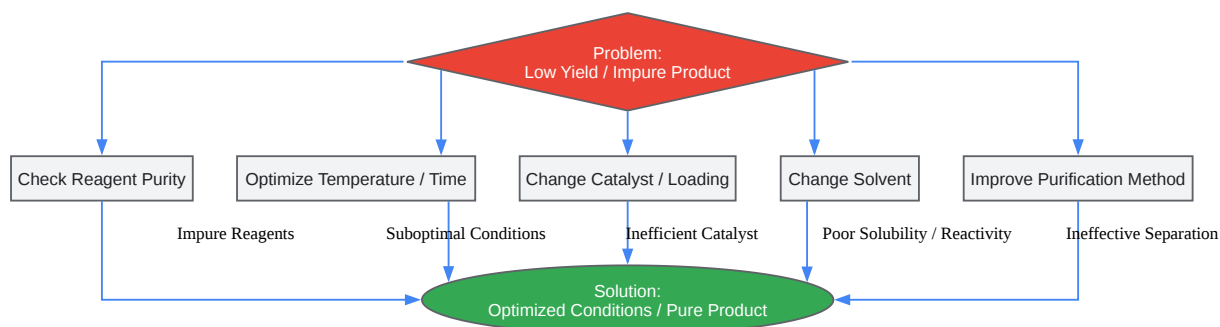 Problem:
Low Yield / Impure Product
Check Reagent Purity
Optimize Temperature / Time
Change Catalyst / Loading
Change Solvent
Improve Purification Method
Impure Reagents
Suboptimal Conditions
Inefficient Catalyst
Poor Solubility / Reactivity
Ineffective Separation
Solution:
Optimized Conditions / Pure Product